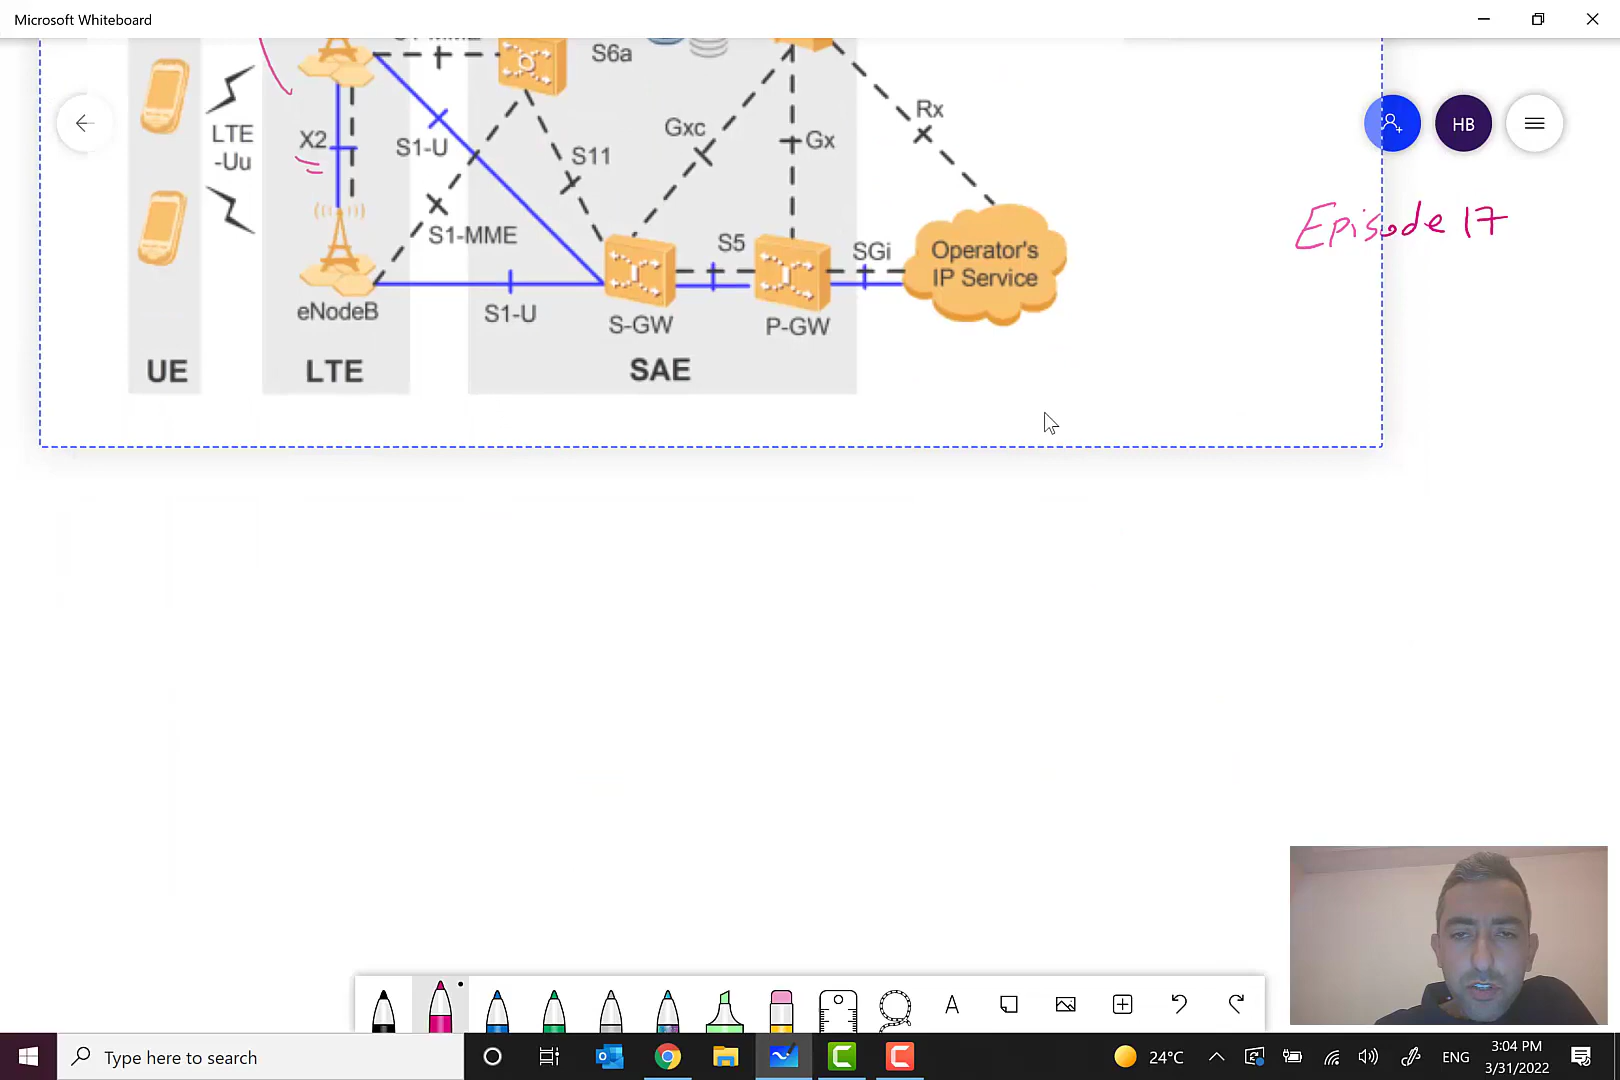 Microsoft Whiteboard
S6a
Rx
LTE
-Uu
X2
S1-U
Gxc
Gx
S11
HB
Episode 17
S1-MME
S5
SGi
Operator's
IP Service
eNodeB
S1-U
S-GW
P-GW
UE
LTE
SAE
A
Type here to search
24°C
ENG
3:04 PM
3/31/2022